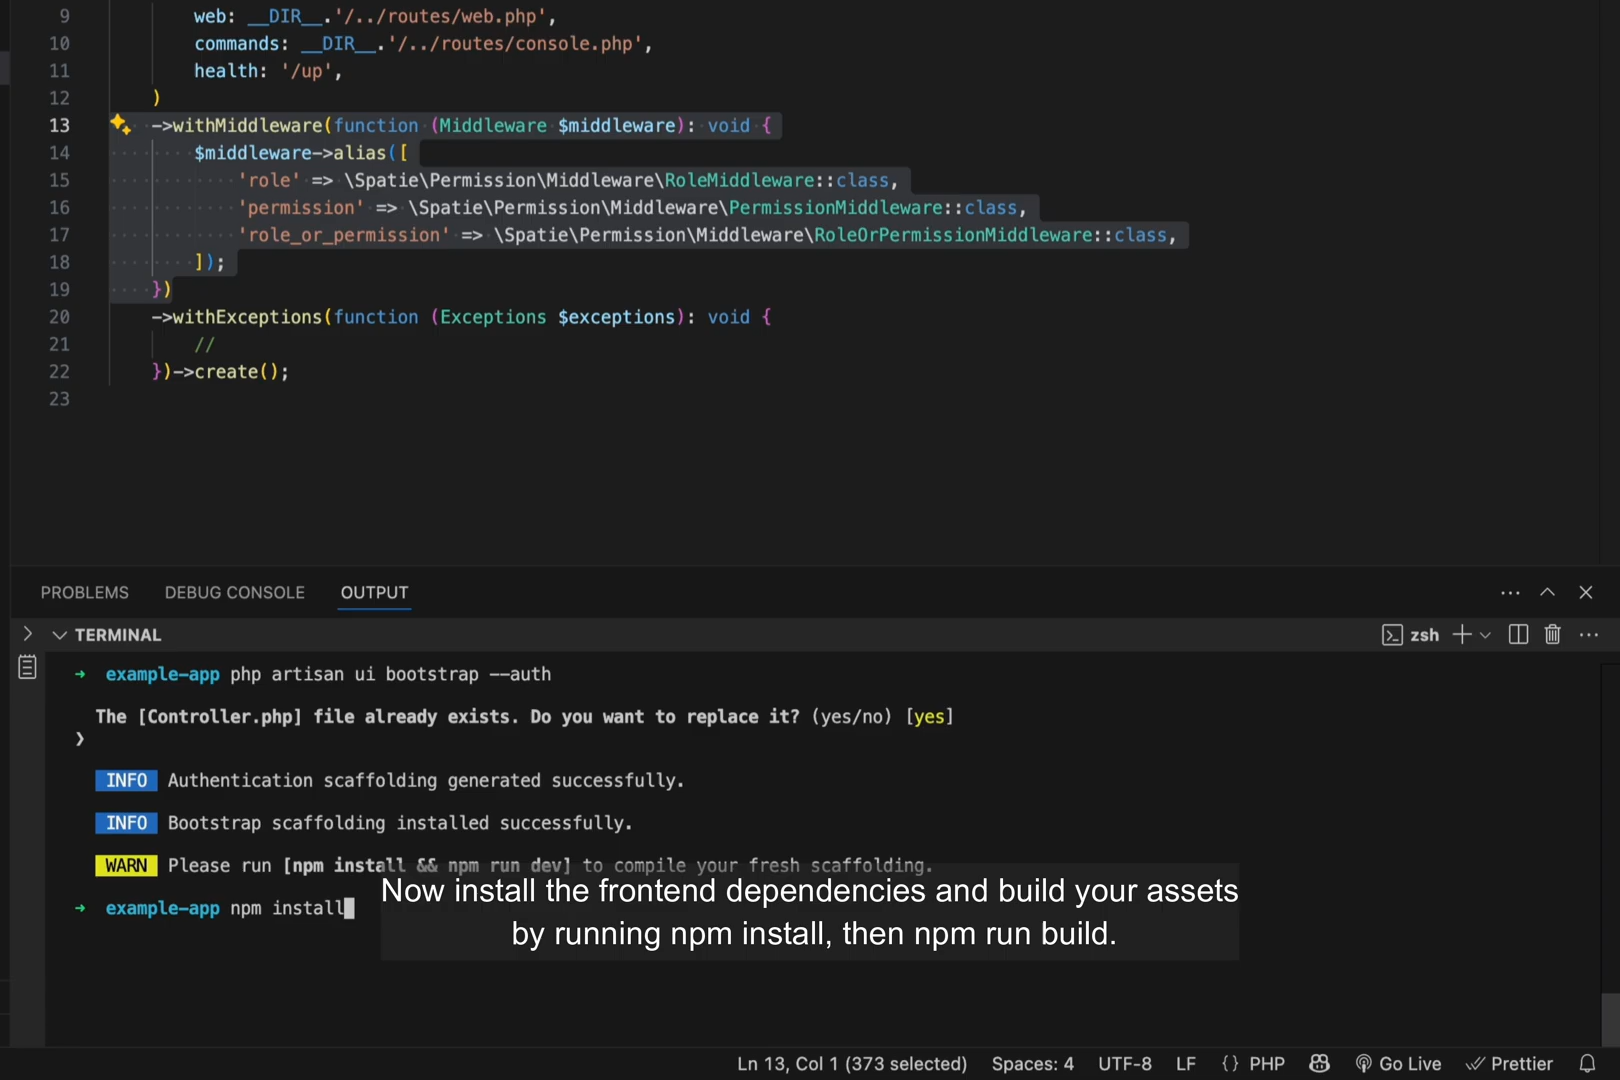 9 web: __DIR__.'/../routes/web.php',
10 commands: __DIR__.'/../routes/console.php',
11 health: '/up',
12 )
13 ->withMiddleware(function (Middleware $middleware): void {
14 $middleware->alias([
15 'role' => \Spatie\Permission\Middleware\RoleMiddleware::class,
16 'permission' => \Spatie\Permission\Middleware\PermissionMiddleware::class,
17 'role_or_permission' => \Spatie\Permission\Middleware\RoleOrPermissionMiddleware::class,
18 ]);
19 })
20 ->withExceptions(function (Exceptions $exceptions): void {
21 //
22 })->create();
23
PROBLEMS DEBUG CONSOLE OUTPUT
TERMINAL zsh
→ example-app php artisan ui bootstrap --auth
The [Controller.php] file already exists. Do you want to replace it? (yes/no) [yes]
❯
INFO Authentication scaffolding generated successfully.
INFO Bootstrap scaffolding installed successfully.
WARN Please run [npm install && npm run dev] to compile your fresh scaffolding.
→ example-app npm install
Now install the frontend dependencies and build your assets
by running npm install, then npm run build.
Ln 13, Col 1 (373 selected) Spaces: 4 UTF-8 LF {} PHP Go Live Prettier